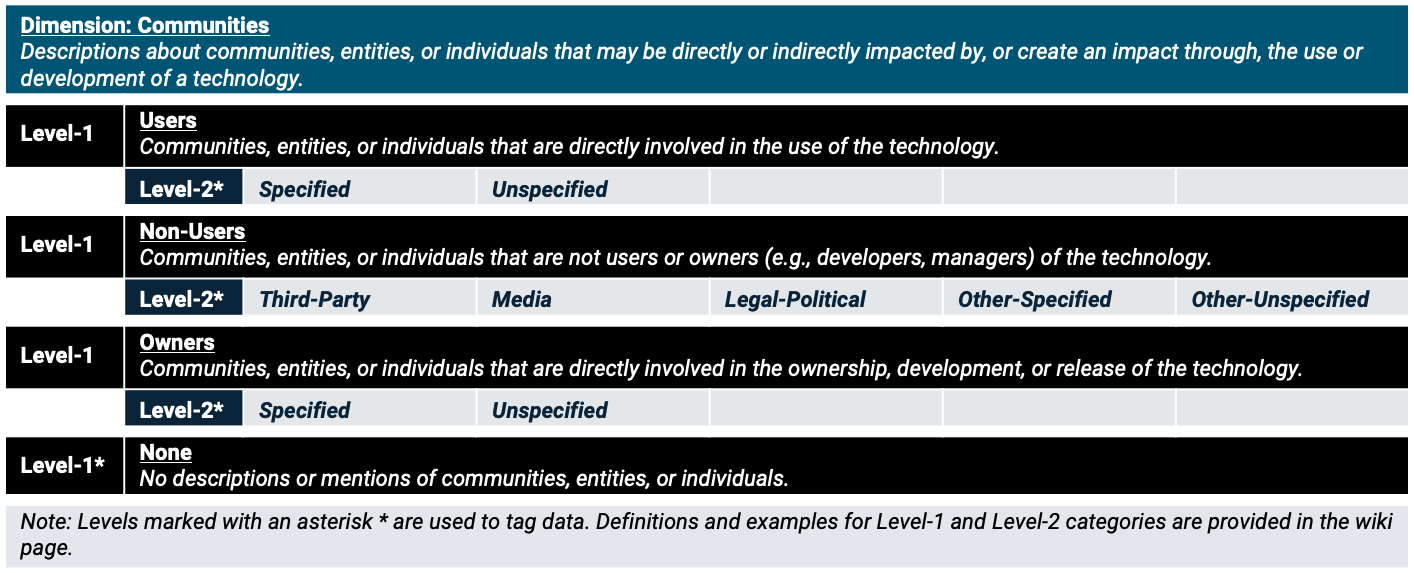 Dimension: Communities
Descriptions about communities, entities, or individuals that may be directly or indirectly impacted by, or create an impact through, the use or
development of a technology.
Level-1
Users
Communities, entities, or individuals that are directly involved in the use of the technology.
Level-2* Specified Unspecified
Level-1
Non-Users
Communities, entities, or individuals that are not users or owners (e.g., developers, managers) of the technology.
Level-2* Third-Party Media Legal-Political Other-Specified Other-Unspecified
Level-1
Owners
Communities, entities, or individuals that are directly involved in the ownership, development, or release of the technology.
Level-2* Specified Unspecified
Level-1*
None
No descriptions or mentions of communities, entities, or individuals.
Note: Levels marked with an asterisk * are used to tag data. Definitions and examples for Level-1 and Level-2 categories are provided in the wiki
page.